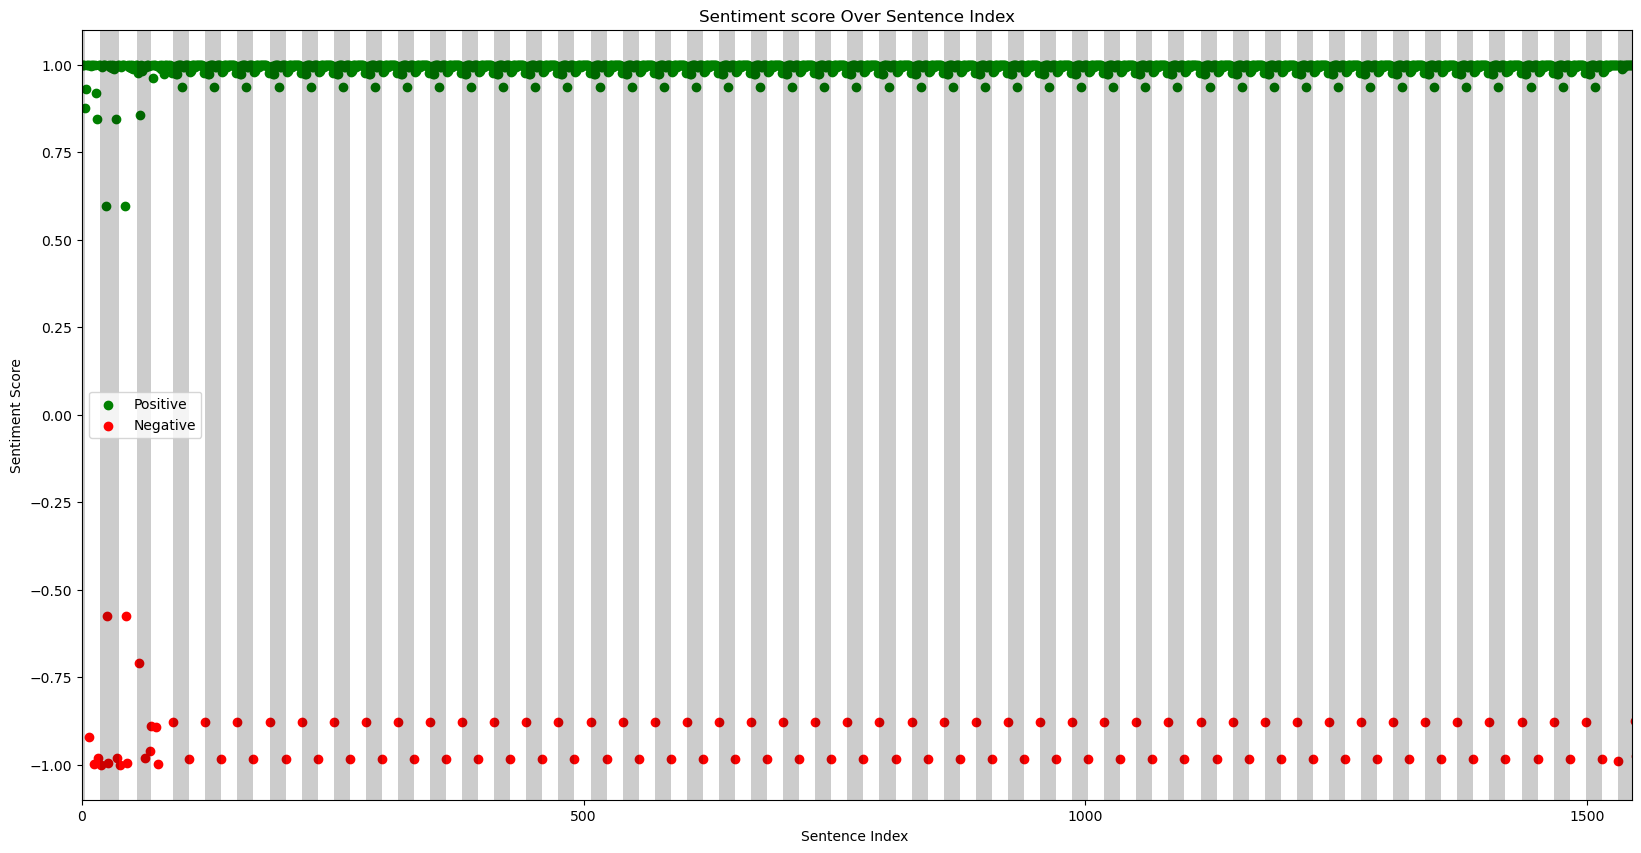 Sentiment score Over Sentence Index
1.00
0.75
0.50
0.25
0.00
−0.25
−0.50
−0.75
−1.00
Sentiment Score
Positive
Negative
0
500
1000
1500
Sentence Index